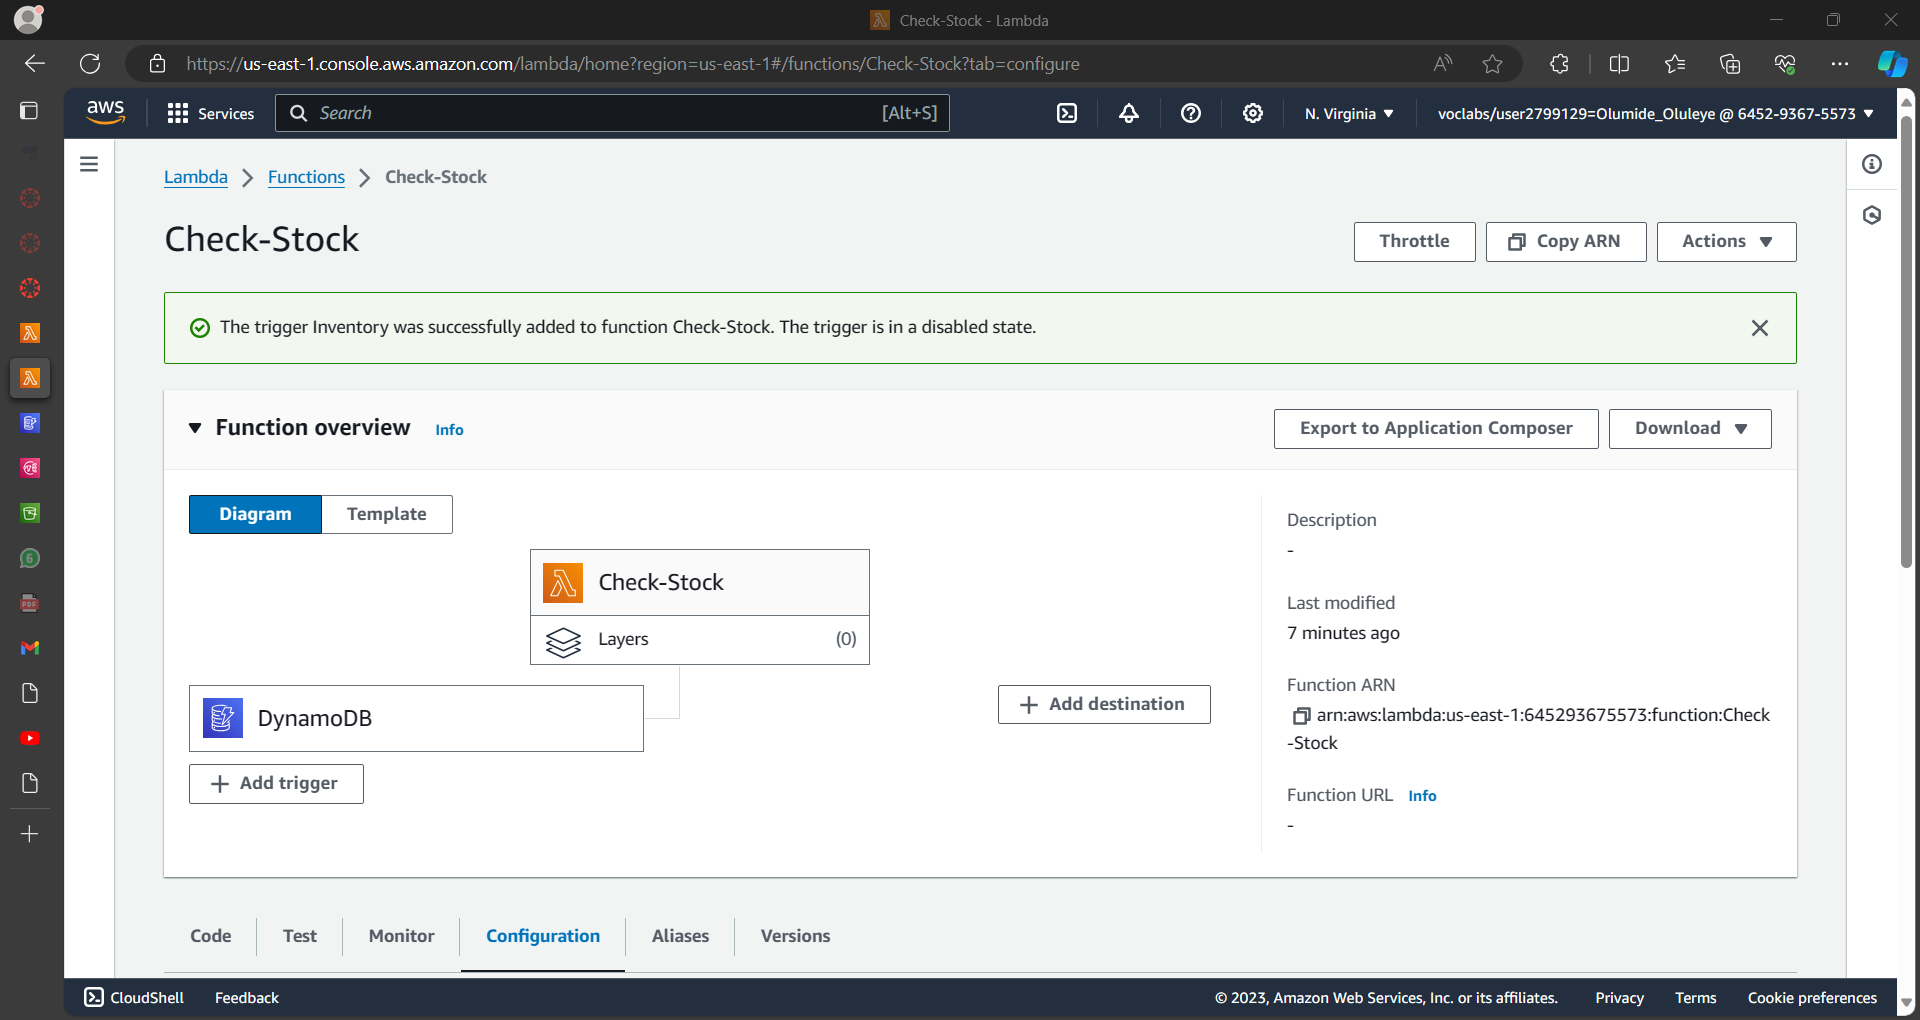 Check-Stock - Lambda
https://us-east-1.console.aws.amazon.com/lambda/home?region=us-east-1#/functions/Check-Stock?tab=configure
aws
Services
Search
[Alt+S]
N. Virginia
voclabs/user2799129=Olumide_Oluleye @ 6452-9367-5573
Lambda
Functions
Check-Stock
Check-Stock
Throttle
Copy ARN
Actions
The trigger Inventory was successfully added to function Check-Stock. The trigger is in a disabled state.
Function overview
Info
Export to Application Composer
Download
Diagram
Template
Check-Stock
Layers
(0)
DynamoDB
Add trigger
Add destination
Description
-
Last modified
7 minutes ago
Function ARN
arn:aws:lambda:us-east-1:645293675573:function:Check
-Stock
Function URL
Info
-
Code
Test
Monitor
Configuration
Aliases
Versions
CloudShell
Feedback
© 2023, Amazon Web Services, Inc. or its affiliates.
Privacy
Terms
Cookie preferences
6
PDF